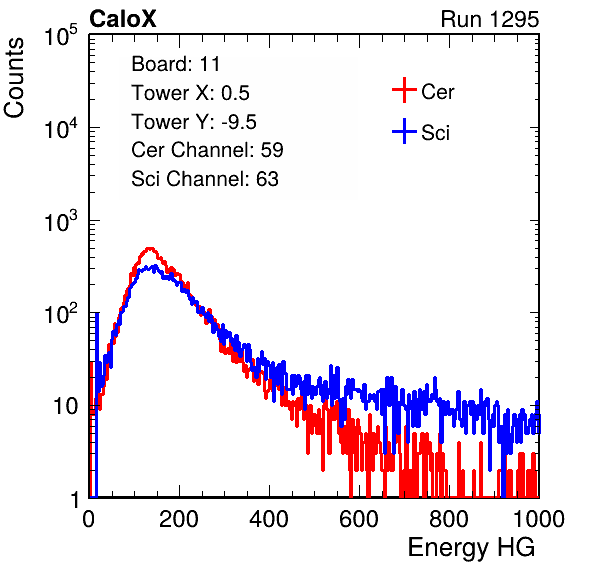 CaloX Run 1295
Counts
10^5
10^4
10^3
10^2
10
1
Board: 11
Tower X: 0.5
Tower Y: -9.5
Cer Channel: 59
Sci Channel: 63
Cer
Sci
0 200 400 600 800 1000
Energy HG